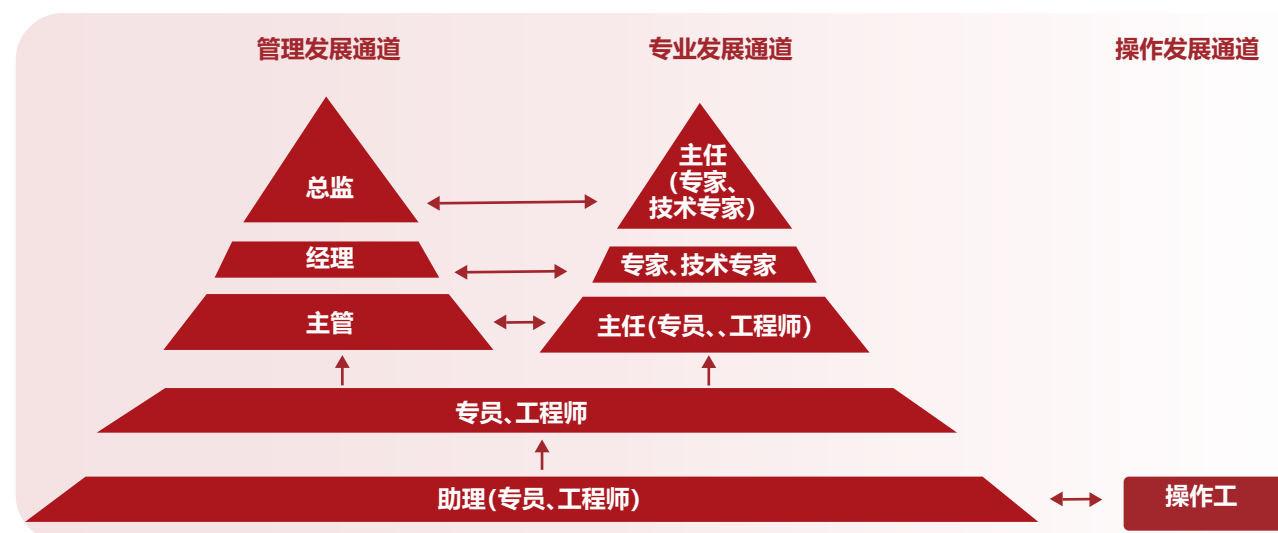 管理发展通道
专业发展通道
操作发展通道
总监
主任
(专家、
技术专家)
经理
专家、技术专家
主管
主任(专员、、工程师)
专员、工程师
助理(专员、工程师)
操作工